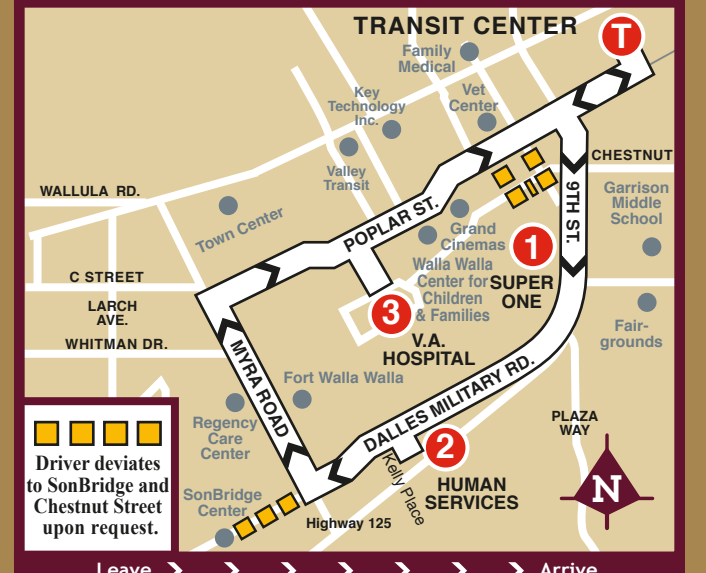 TRANSIT CENTER
T
Family
Medical
Key
Technology
Inc.
Vet
Center
Valley
Transit
CHESTNUT
WALLULA RD.
Town Center
POPLAR ST.
9TH ST.
Garrison
Middle
School
Grand
Cinemas
1
SUPER
ONE
Walla Walla
Center for
Children
& Families
C STREET
LARCH
AVE.
WHITMAN DR.
3
V.A.
HOSPITAL
Fair-
grounds
MYRA ROAD
Fort Walla Walla
DALLES MILITARY RD.
Regency
Care
Center
PLAZA
WAY
2
HUMAN
SERVICES
Kelly Place
N
SonBridge
Center
Highway 125
Driver deviates
to SonBridge and
Chestnut Street
upon request.
Leave
Arrive